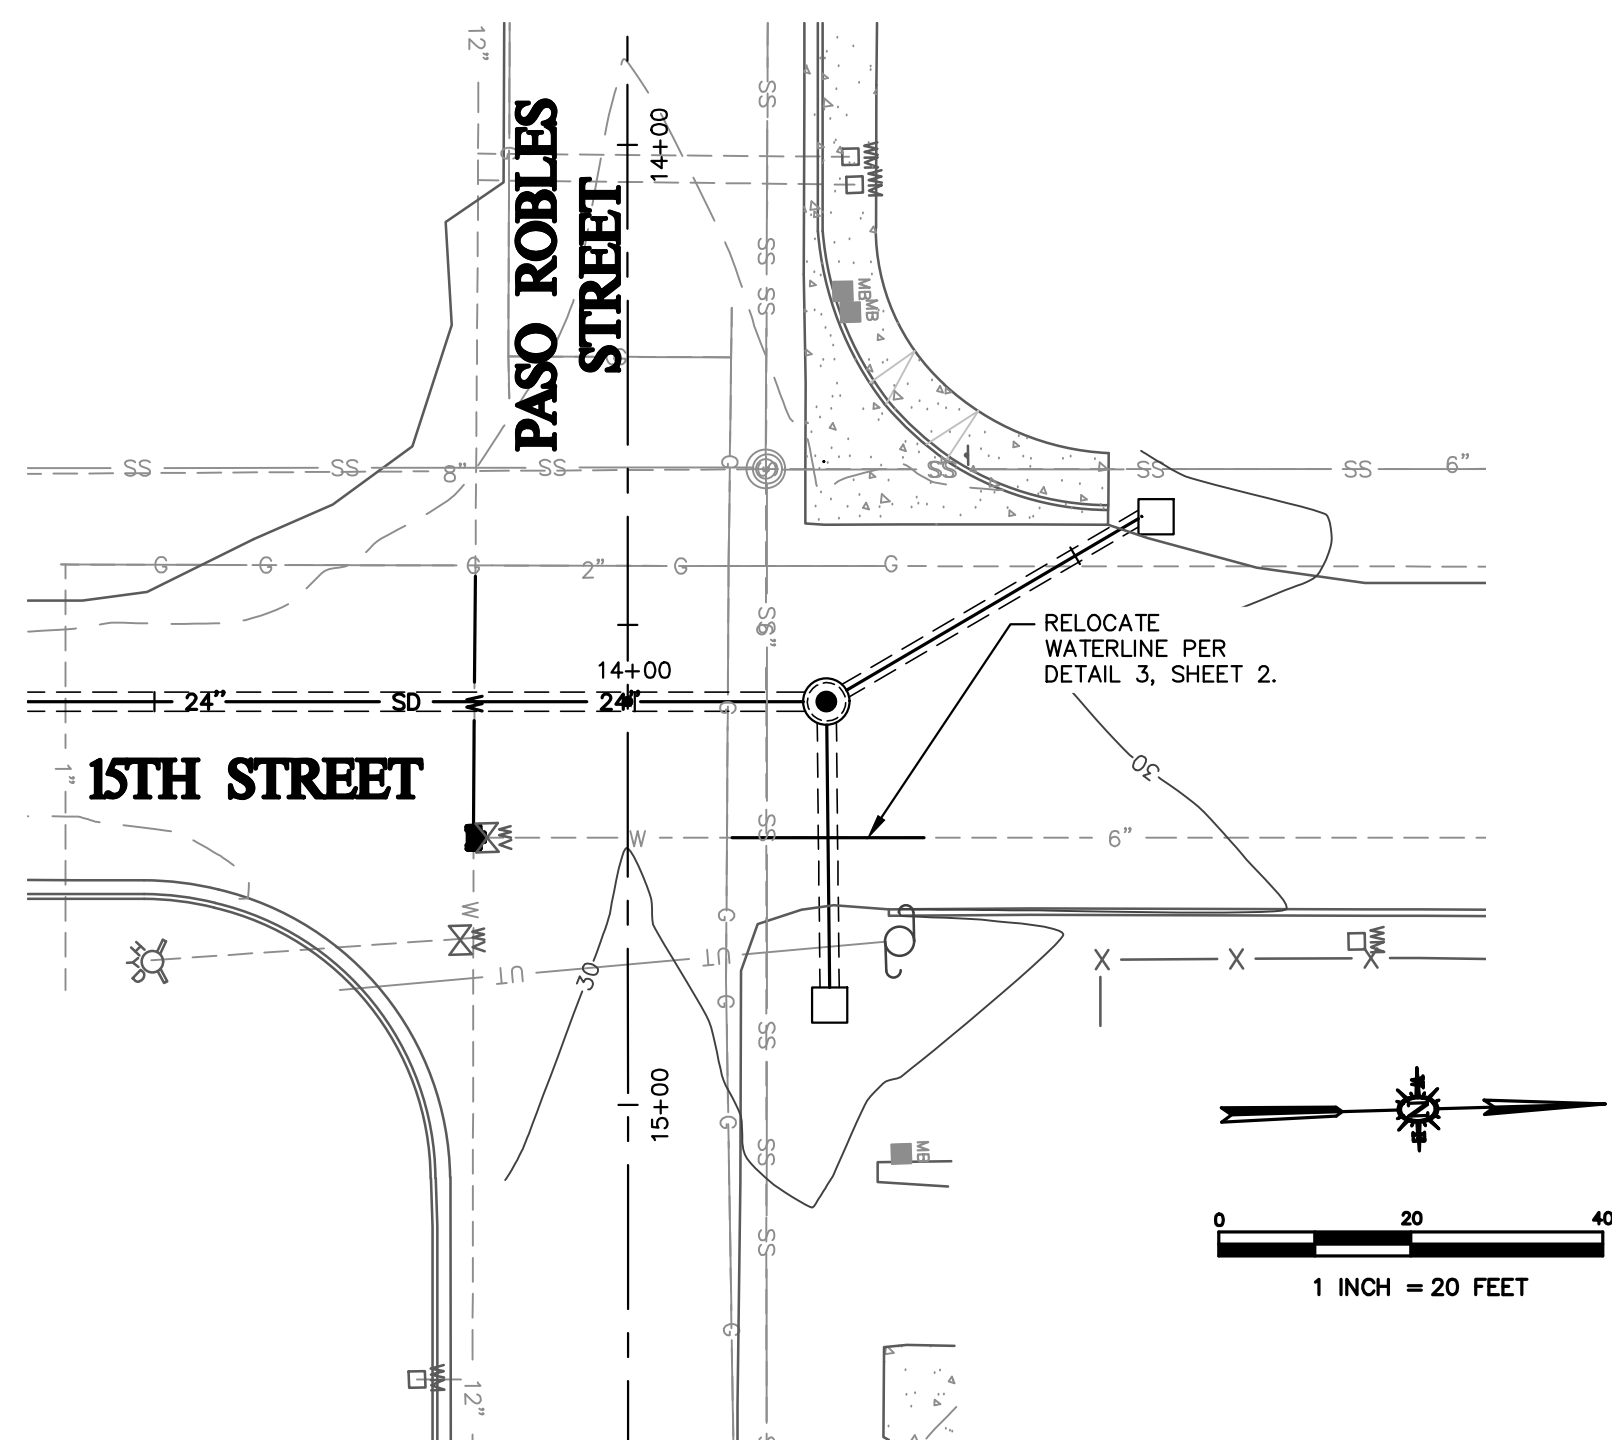 12”
SS
14+00
PASO ROBLES
STREET
G
WM
WM
SS
SS
MB
MB
G
G
SS
SS
SS
8”
S
SS
SS
SS
6”
G
G
G
2”
G
G
SS
6”
RELOCATE
WATERLINE PER
DETAIL 3, SHEET 2.
14+00
24”
SD
W
24”
G
1”
15TH STREET
30
W
W
SS
6”
W
G
W
FHYD
UT
30
UT
G
WM
X
X
X
SS
15+00
G
SS
MB
W
N
E
SS
0
20
40
1 INCH = 20 FEET
G
WM
12”